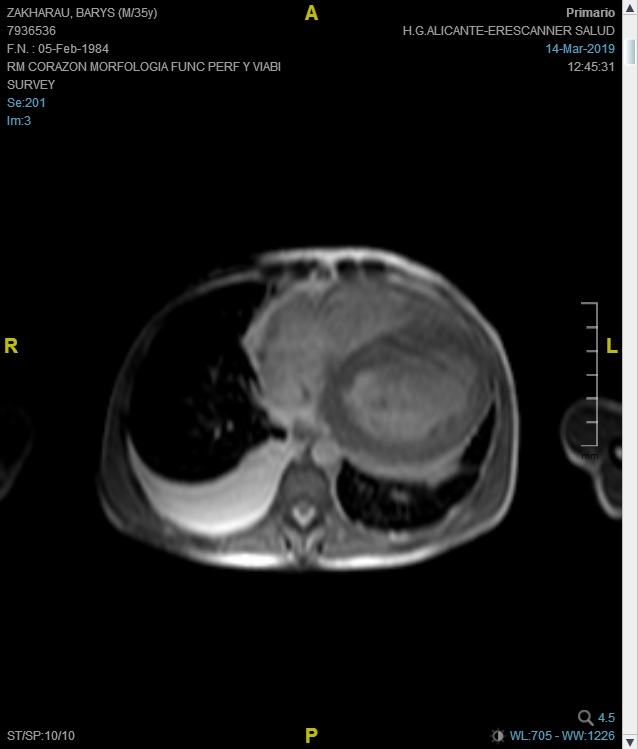 ZAKHARAU, BARYS (M/35y)
7936536
F.N. : 05-Feb-1984
RM CORAZON MORFOLOGIA FUNC PERF Y VIABI
SURVEY
Se:201
Im:3
A
Primario
H.G.ALICANTE-ERESCANNER SALUD
14-Mar-2019
12:45:31
R
L
mm
4.5
ST/SP:10/10
P
WL:705 - WW:1226